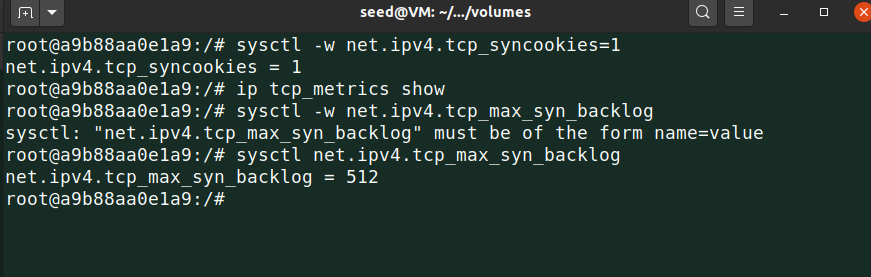 seed@VM: ~/.../volumes
root@a9b88aa0e1a9:/# sysctl -w net.ipv4.tcp_syncookies=1
net.ipv4.tcp_syncookies = 1
root@a9b88aa0e1a9:/# ip tcp_metrics show
root@a9b88aa0e1a9:/# sysctl -w net.ipv4.tcp_max_syn_backlog
sysctl: "net.ipv4.tcp_max_syn_backlog" must be of the form name=value
root@a9b88aa0e1a9:/# sysctl net.ipv4.tcp_max_syn_backlog
net.ipv4.tcp_max_syn_backlog = 512
root@a9b88aa0e1a9:/#